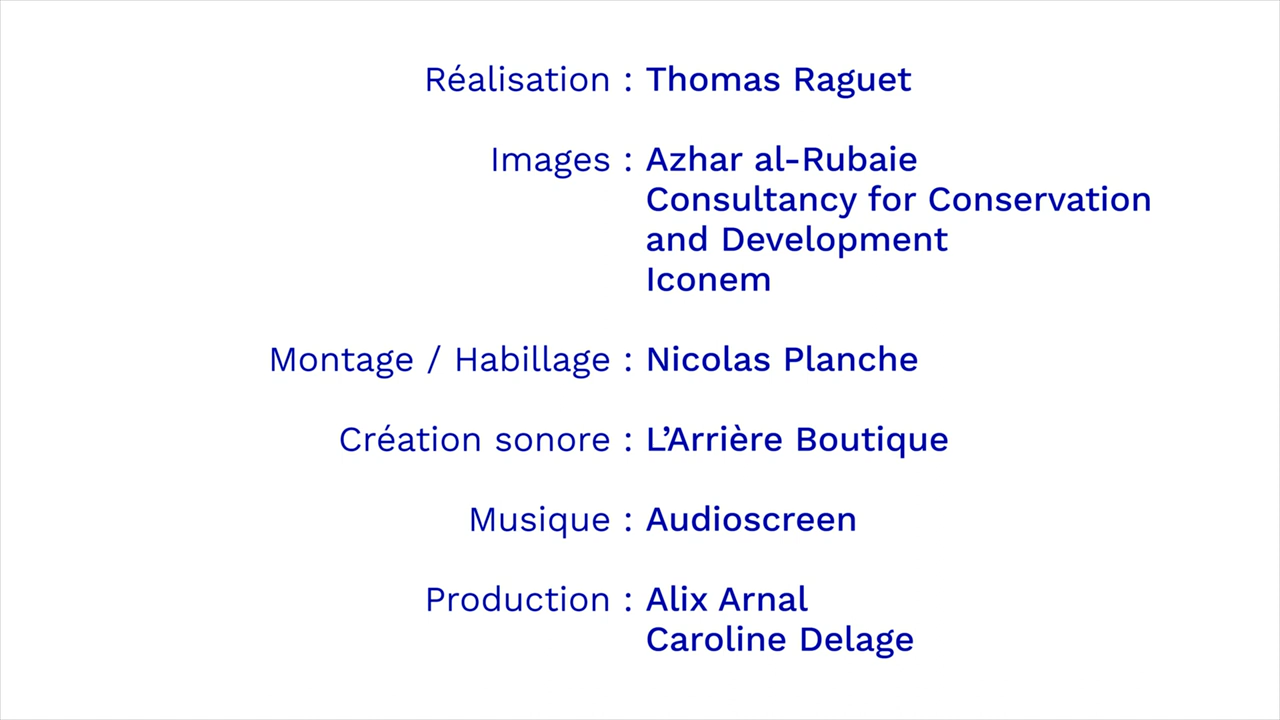 Réalisation : Thomas Raguet
Images : Azhar al-Rubaie
Consultancy for Conservation
and Development
Iconem
Montage / Habillage : Nicolas Planche
Création sonore : L’Arrière Boutique
Musique : Audioscreen
Production : Alix Arnal
Caroline Delage